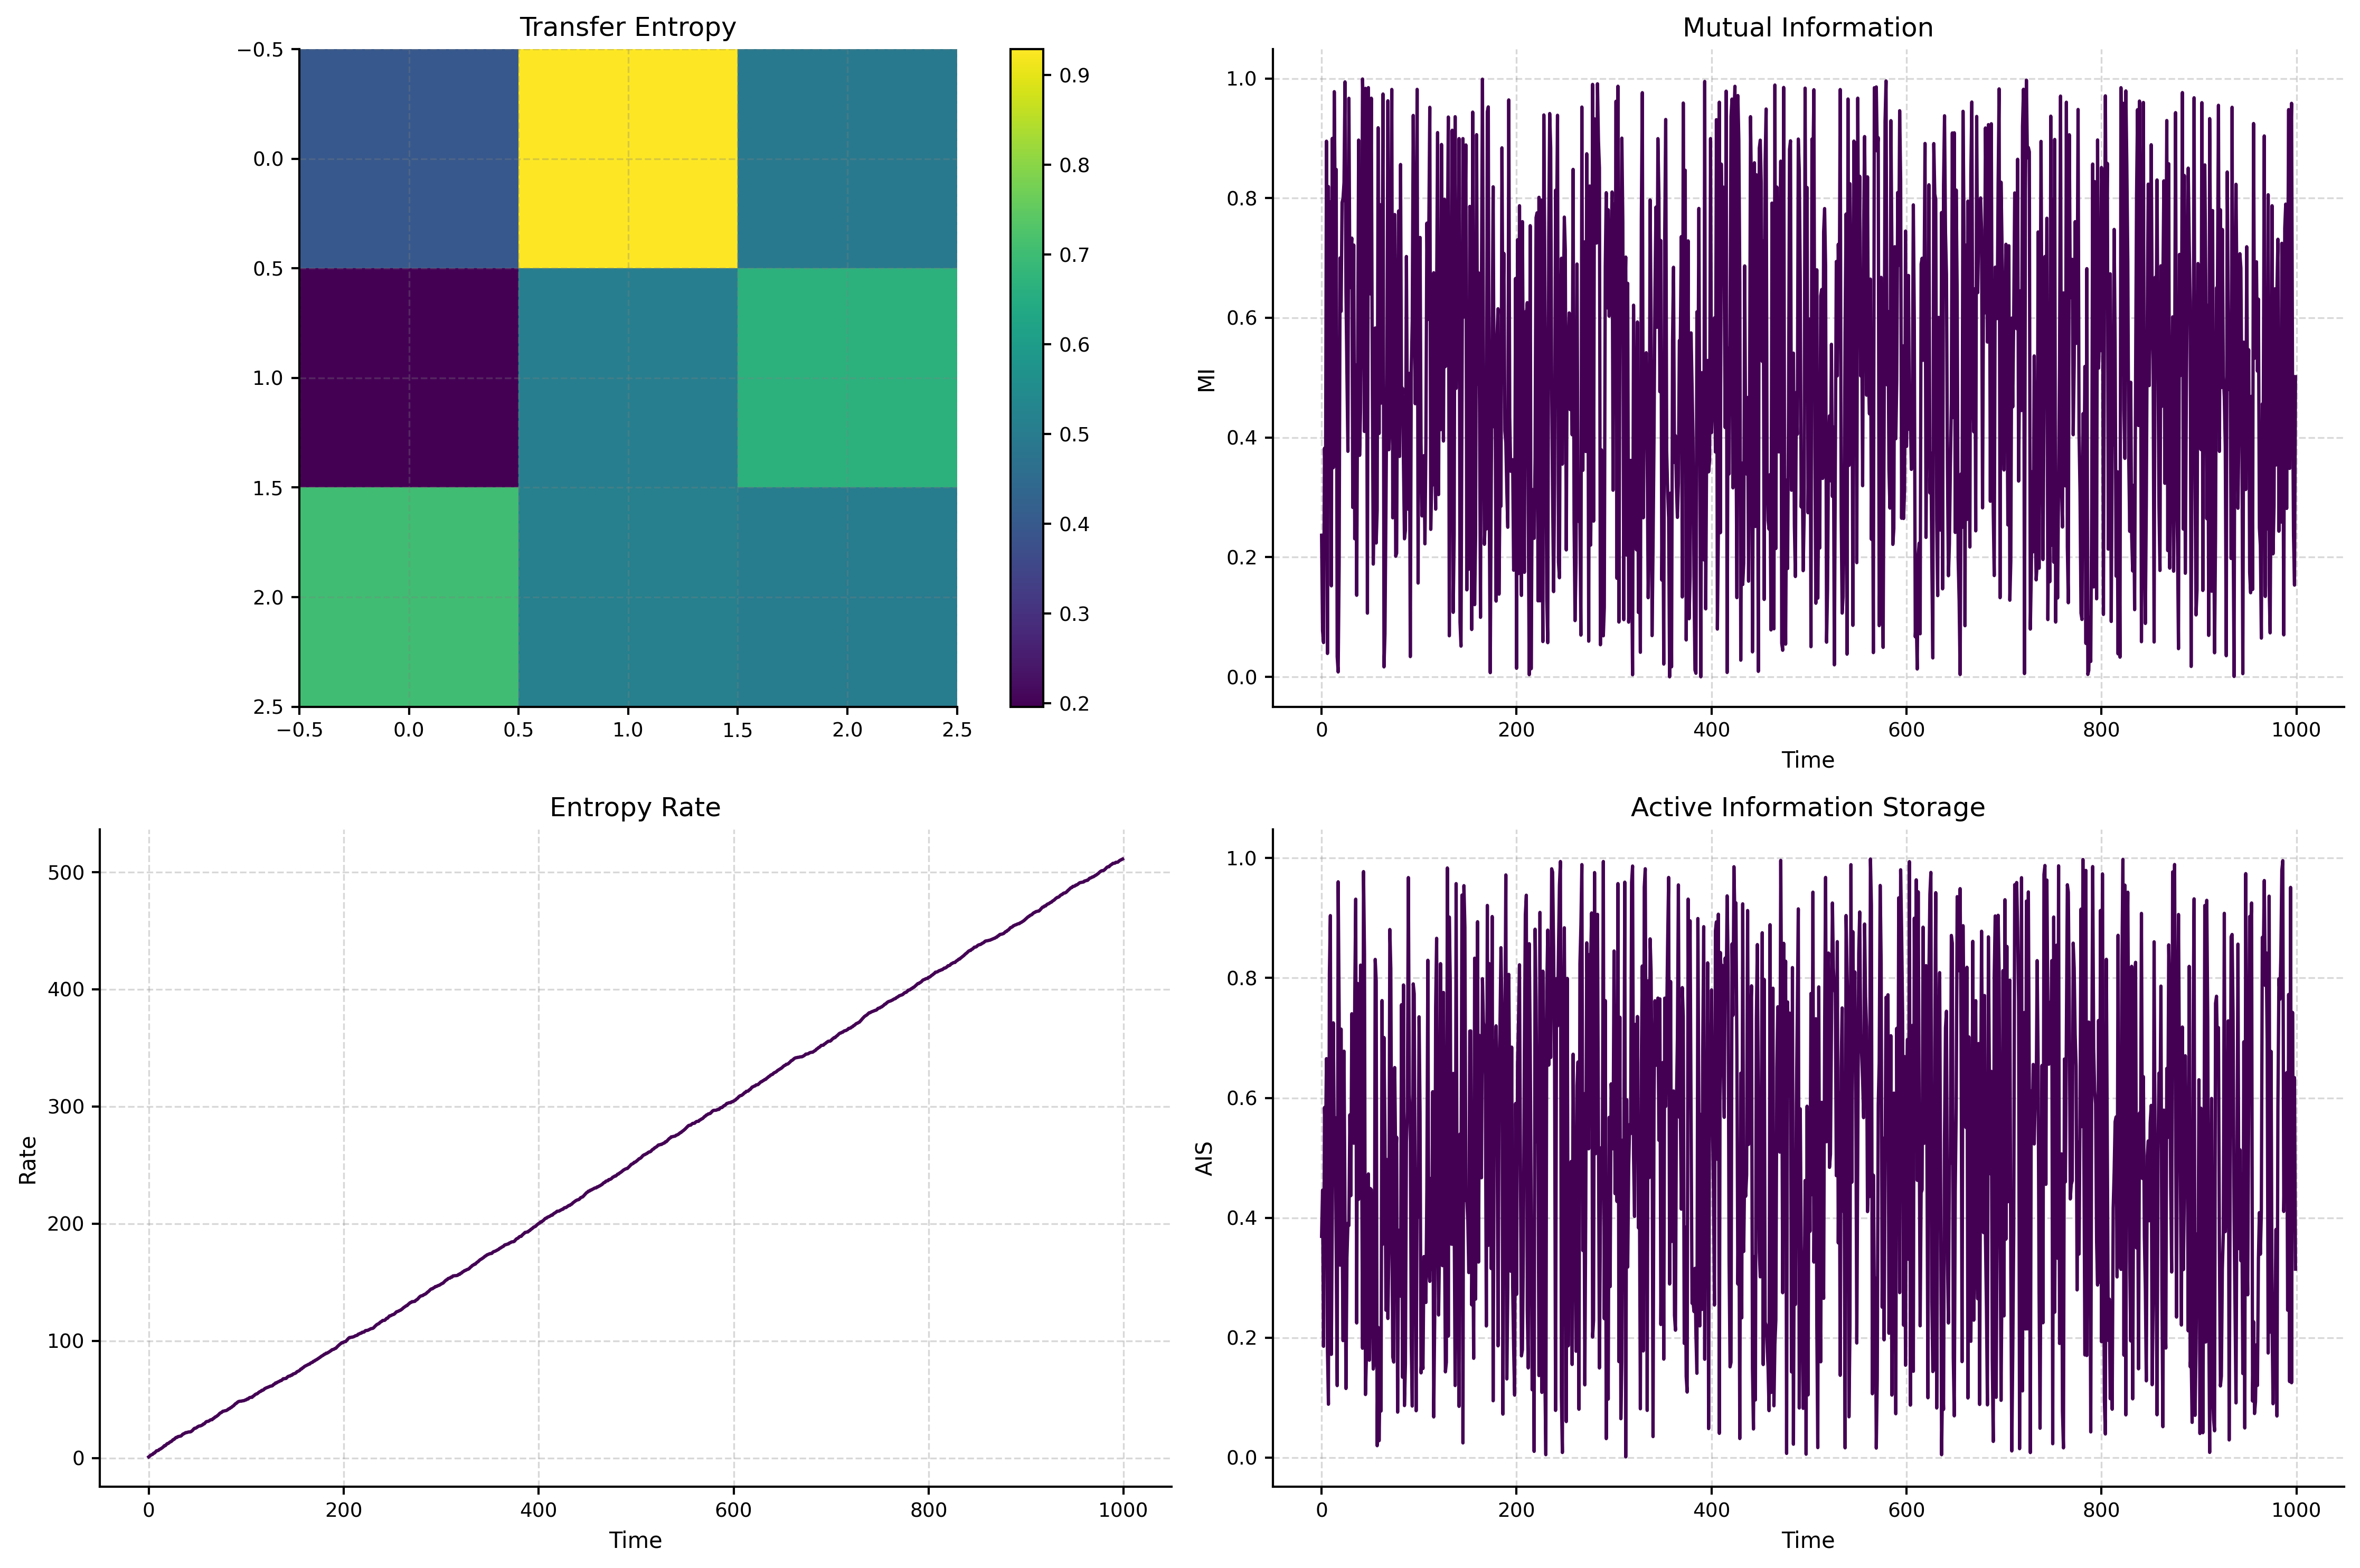 Transfer Entropy
−0.5
0.0
0.5
1.0
1.5
2.0
2.5
−0.5 0.0 0.5 1.0 1.5 2.0 2.5
0.9
0.8
0.7
0.6
0.5
0.4
0.3
0.2
Mutual Information
MI
1.0
0.8
0.6
0.4
0.2
0.0
0 200 400 600 800 1000
Time
Entropy Rate
Rate
500
400
300
200
100
0
0 200 400 600 800 1000
Time
Active Information Storage
AIS
1.0
0.8
0.6
0.4
0.2
0.0
0 200 400 600 800 1000
Time